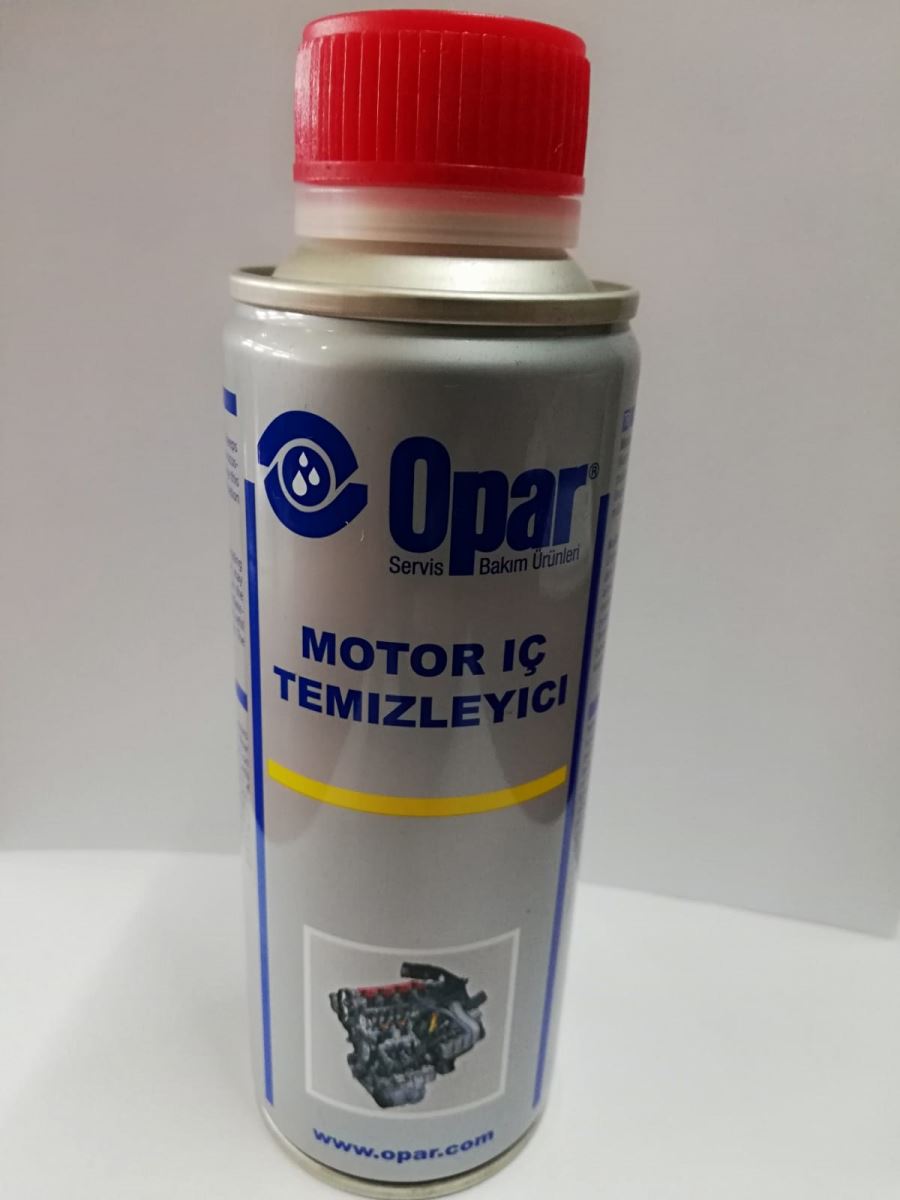 Opar®
Servis Bakım Ürünleri
MOTOR IÇ
TEMIZLEYICI
www.opar.com